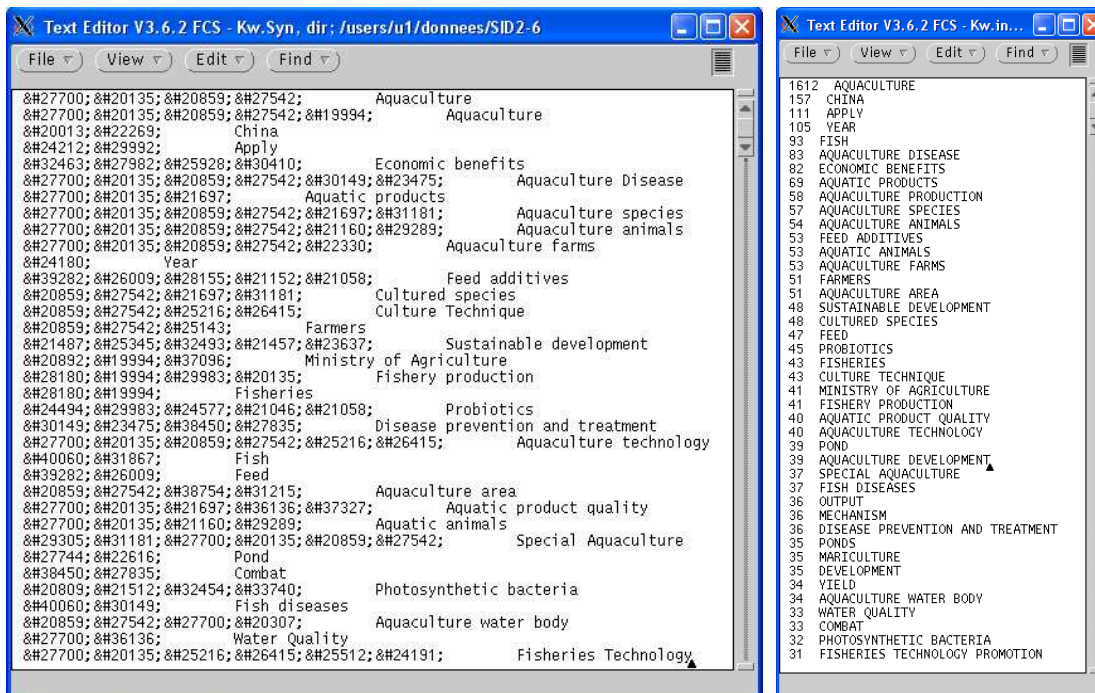 Text Editor V3.6.2 FCS - Kw.Syn, dir; /users/u1/donnees/SID2-6
File View Edit Find
&#27700;&#20135;&#20859;&#27542; Aquaculture
&#27700;&#20135;&#20859;&#27542;&#19994; Aquaculture
&#20013;&#22269; China
&#24212;&#29992; Apply
&#32463;&#27982;&#25928;&#30410; Economic benefits
&#27700;&#20135;&#20859;&#27542;&#30149;&#23475; Aquaculture Disease
&#27700;&#20135;&#21697; Aquatic products
&#27700;&#20135;&#20859;&#27542;&#21697;&#31181; Aquaculture species
&#27700;&#20135;&#20859;&#27542;&#21160;&#29289; Aquaculture animals
&#27700;&#20135;&#20859;&#27542;&#22330; Aquaculture farms
&#24180; Year
&#39282;&#26009;&#28155;&#21152;&#21058; Feed additives
&#20859;&#27542;&#21697;&#31181; Cultured species
&#20859;&#27542;&#25216;&#26415; Culture Technique
&#20859;&#27542;&#25143; Farmers
&#21487;&#25345;&#32493;&#21457;&#23637; Sustainable development
&#20892;&#19994;&#37096; Ministry of Agriculture
&#28180;&#19994;&#29983;&#20135; Fishery production
&#28180;&#19994; Fisheries
&#24494;&#29983;&#24577;&#21046;&#21058; Probiotics
&#30149;&#23475;&#38450;&#27835; Disease prevention and treatment
&#27700;&#20135;&#20859;&#27542;&#25216;&#26415; Aquaculture technology
&#40060;&#31867; Fish
&#39282;&#26009; Feed
&#20859;&#27542;&#38754;&#31215; Aquaculture area
&#27700;&#20135;&#21697;&#36136;&#37327; Aquatic product quality
&#27700;&#20135;&#21160;&#29289; Aquatic animals
&#29305;&#31181;&#27700;&#20135;&#20859;&#27542; Special Aquaculture
&#27744;&#22616; Pond
&#38450;&#27835; Combat
&#20809;&#21512;&#32454;&#33740; Photosynthetic bacteria
&#40060;&#30149; Fish diseases
&#20859;&#27542;&#27700;&#20307; Aquaculture water body
&#27700;&#36136; Water Quality
&#27700;&#20135;&#25216;&#26415;&#25512;&#24191; Fisheries Technology
Text Editor V3.6.2 FCS - Kw.in...
File View Edit Find
1612 AQUACULTURE
157 CHINA
111 APPLY
105 YEAR
93 FISH
83 AQUACULTURE DISEASE
82 ECONOMIC BENEFITS
69 AQUATIC PRODUCTS
58 AQUACULTURE PRODUCTION
57 AQUACULTURE SPECIES
54 AQUACULTURE ANIMALS
53 FEED ADDITIVES
53 AQUATIC ANIMALS
53 AQUACULTURE FARMS
51 FARMERS
51 AQUACULTURE AREA
48 SUSTAINABLE DEVELOPMENT
48 CULTURED SPECIES
47 FEED
45 PROBIOTICS
43 FISHERIES
43 CULTURE TECHNIQUE
41 MINISTRY OF AGRICULTURE
41 FISHERY PRODUCTION
40 AQUATIC PRODUCT QUALITY
40 AQUACULTURE TECHNOLOGY
39 POND
39 AQUACULTURE DEVELOPMENT
37 SPECIAL AQUACULTURE
37 FISH DISEASES
36 OUTPUT
36 MECHANISM
36 DISEASE PREVENTION AND TREATMENT
35 PONDS
35 MARICULTURE
35 DEVELOPMENT
34 YIELD
34 AQUACULTURE WATER BODY
33 WATER QUALITY
33 COMBAT
32 PHOTOSYNTHETIC BACTERIA
31 FISHERIES TECHNOLOGY PROMOTION